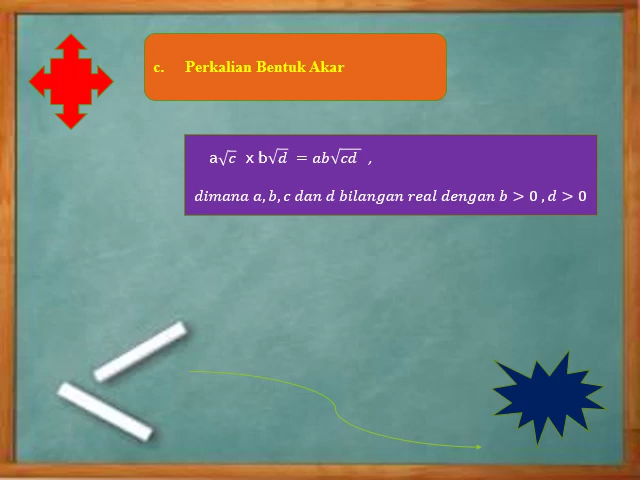 c. Perkalian Bentuk Akar
a√c x b√d = ab√cd ,
dimana a, b, c dan d bilangan real dengan b > 0 , d > 0